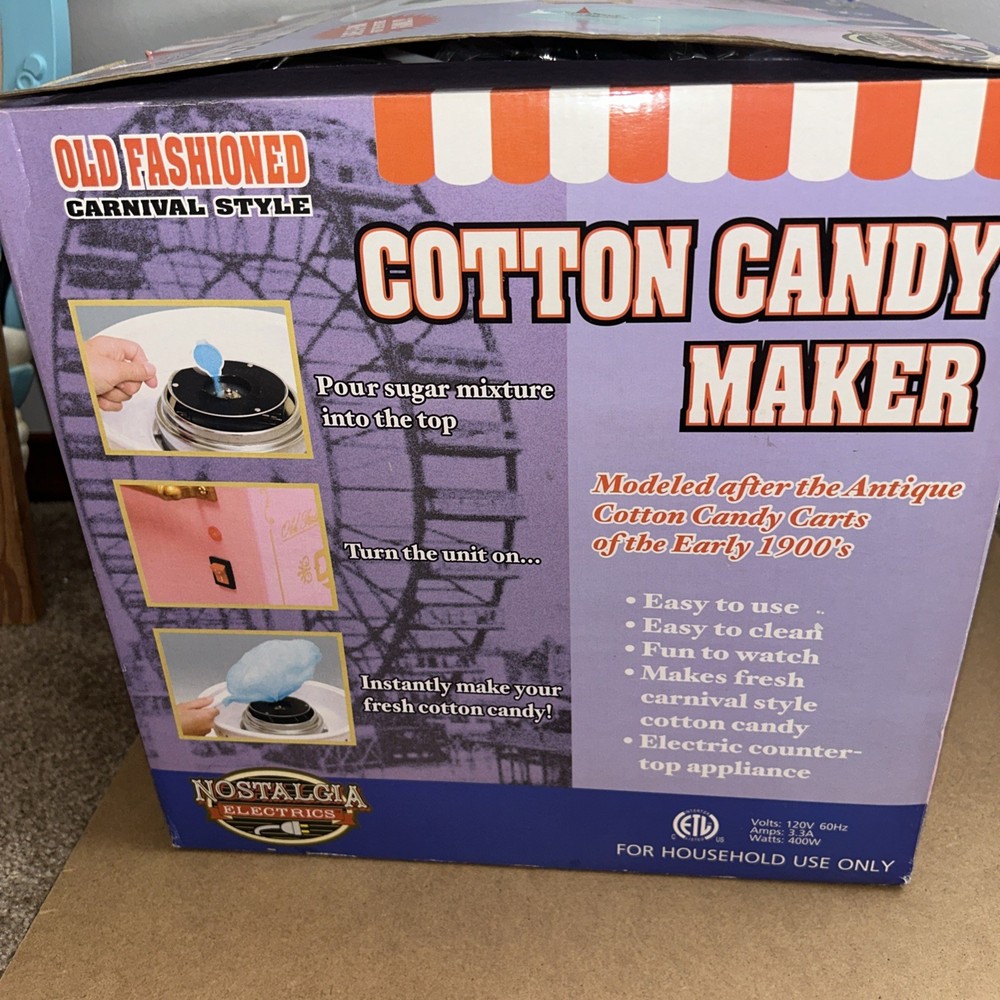 OLD FASHIONED
CARNIVAL STYLE
COTTON CANDY
MAKER
Pour sugar mixture
into the top
Turn the unit on...
Instantly make your
fresh cotton candy!
Modeled after the Antique
Cotton Candy Carts
of the Early 1900's
• Easy to use
• Easy to clean
• Fun to watch
• Makes fresh
carnival style
cotton candy
• Electric counter-
top appliance
NOSTALGIA
ELECTRICS
ETL
C US
Volts: 120V 60Hz
Amps: 3.3A
Watts: 400W
FOR HOUSEHOLD USE ONLY